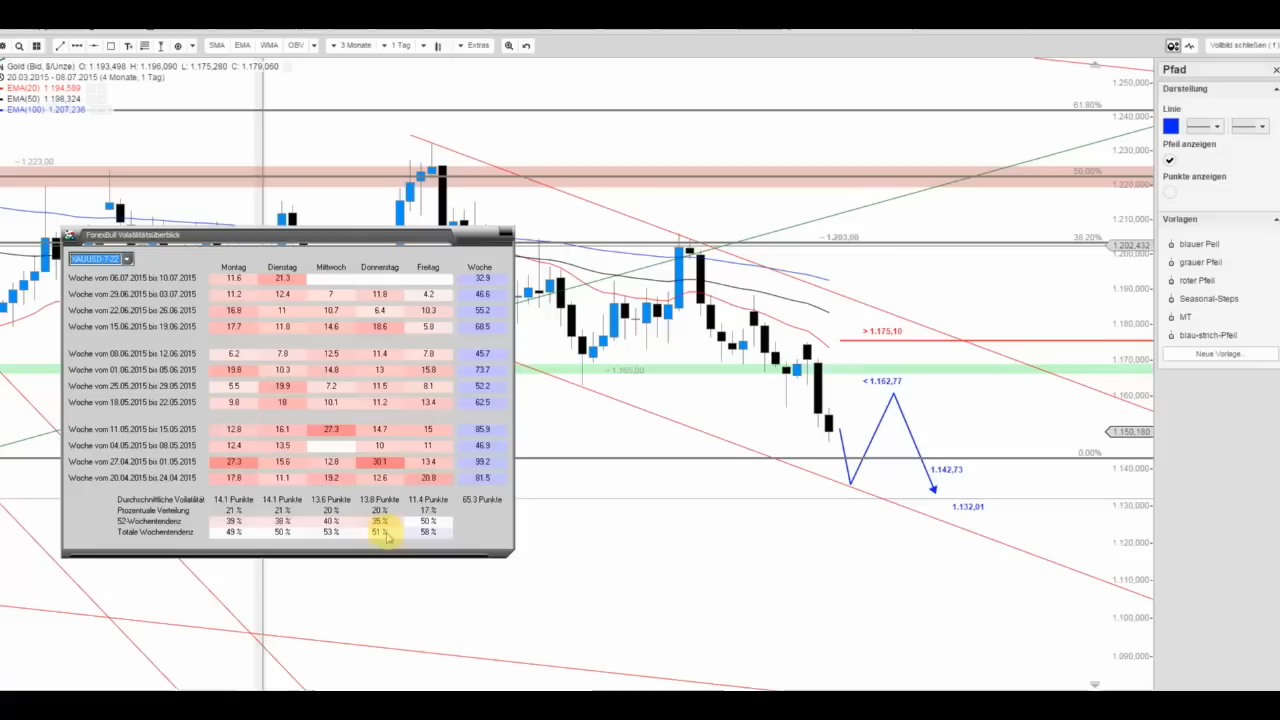 SMA EMA WMA OBV 3 Monate 1 Tag Extras Vollbild schließen (f)
Gold (Bid, $/Unze) O: 1.193,498 H: 1.196,090 L: 1.175,280 C: 1.179,060
20.03.2015 - 08.07.2015 (4 Monate, 1 Tag)
EMA(20) 1.194,589
EMA(50) 1.198,324
EMA(100) 1.207,236
~ 1.223,00
61.80%
50.00%
38.20%
0.00%
~ 1.203,00
~ 1.165,00
> 1.175,10
< 1.162,77
1.142,73
1.132,01
1.250,000
1.240,000
1.230,000
1.220,000
1.210,000
1.202,432
1.200,000
1.190,000
1.180,000
1.170,000
1.160,000
1.150,180
1.140,000
1.130,000
1.120,000
1.110,000
1.100,000
1.090,000
ForexBull Volatilitätsüberblick
XAUUSD-7-22
Montag Dienstag Mittwoch Donnerstag Freitag Woche
Woche vom 06.07.2015 bis 10.07.2015 11.6 21.3 32.9
Woche vom 29.06.2015 bis 03.07.2015 11.2 12.4 7 11.8 4.2 46.6
Woche vom 22.06.2015 bis 26.06.2015 16.8 11 10.7 6.4 10.3 55.2
Woche vom 15.06.2015 bis 19.06.2015 17.7 11.8 14.6 18.6 5.8 68.5
Woche vom 08.06.2015 bis 12.06.2015 6.2 7.8 12.5 11.4 7.8 45.7
Woche vom 01.06.2015 bis 05.06.2015 19.8 10.3 14.8 13 15.8 73.7
Woche vom 25.05.2015 bis 29.05.2015 5.5 19.9 7.2 11.5 8.1 52.2
Woche vom 18.05.2015 bis 22.05.2015 9.8 18 10.1 11.2 13.4 62.5
Woche vom 11.05.2015 bis 15.05.2015 12.8 16.1 27.3 14.7 15 85.9
Woche vom 04.05.2015 bis 08.05.2015 12.4 13.5 10 11 46.9
Woche vom 27.04.2015 bis 01.05.2015 27.3 15.6 12.8 30.1 13.4 99.2
Woche vom 20.04.2015 bis 24.04.2015 17.8 11.1 19.2 12.6 20.8 81.5
Durchschnittliche Volatilität 14.1 Punkte 14.1 Punkte 13.6 Punkte 13.8 Punkte 11.4 Punkte 65.3 Punkte
Prozentuale Verteilung 21 % 21 % 20 % 20 % 17 %
52-Wochentendenz 39 % 38 % 40 % 35 % 50 %
Totale Wochentendenz 49 % 50 % 53 % 51 % 58 %
Pfad
Darstellung
Linie
Pfeil anzeigen
Punkte anzeigen
Vorlagen
blauer Peil
grauer Pfeil
roter Pfeil
Seasonal-Steps
MT
blau-strich-Pfeil
Neue Vorlage..